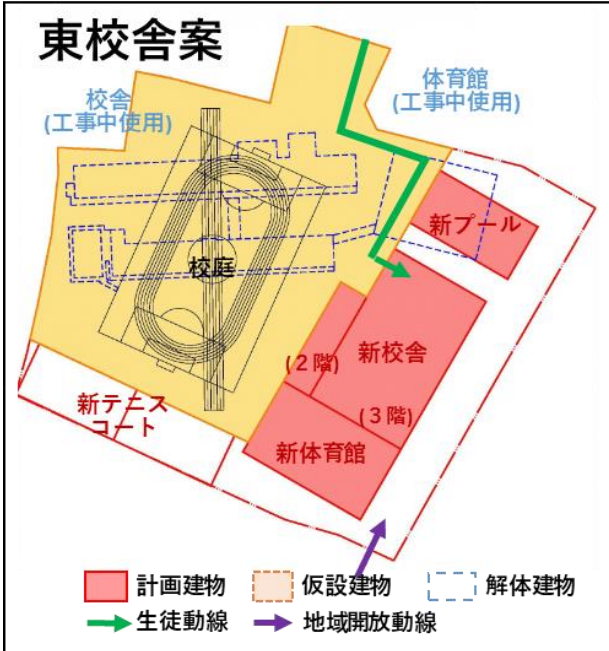 東校舎案
校舎
(工事中使用)
体育館
(工事中使用)
新プール
校庭
(２階)
新校舎
(３階)
新テニス
コート
新体育館
計画建物
仮設建物
解体建物
生徒動線
地域開放動線